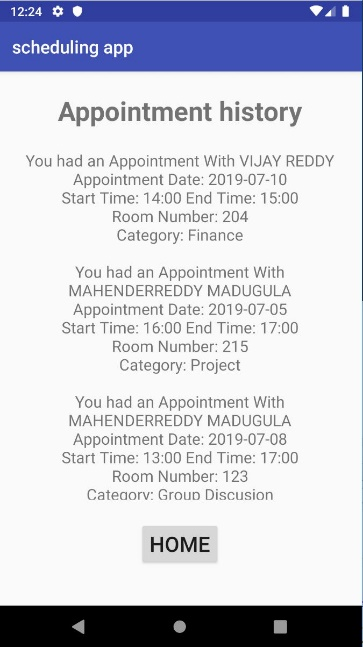 12:24
scheduling app
Appointment history
You had an Appointment With VIJAY REDDY
Appointment Date: 2019-07-10
Start Time: 14:00 End Time: 15:00
Room Number: 204
Category: Finance
You had an Appointment With
MAHENDERREDDY MADUGULA
Appointment Date: 2019-07-05
Start Time: 16:00 End Time: 17:00
Room Number: 215
Category: Project
You had an Appointment With
MAHENDERREDDY MADUGULA
Appointment Date: 2019-07-08
Start Time: 13:00 End Time: 17:00
Room Number: 123
Category: Group Discusion
HOME